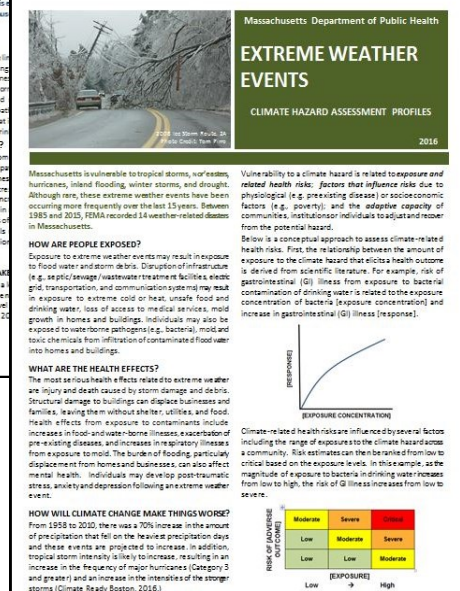 Massachusetts Department of Public Health
EXTREME WEATHER
EVENTS
CLIMATE HAZARD ASSESSMENT PROFILES
2016
2008 Ice Storm Route, 2A
Massachusetts is vulnerable to tropical storms, nor'easters,
hurricanes, inland flooding, winter storms, and drought.
Although rare, these extreme weather events have been
occurring more frequently over the last 15 years. Between
1985 and 2015, FEMA recorded 14 weather-related disasters
in Massachusetts.
HOW ARE PEOPLE EXPOSED?
Exposure to extreme weather events may result in exposure
to flood water and storm debris. Disruption of infrastructure
(e.g., septic/sewage/wastewater treatment facilities, electric
grid, transportation, and communication systems) may result
in exposure to extreme cold or heat, unsafe food and
drinking water, loss of access to medical services, mold
growth in homes and buildings. Individuals may also be
exposed to waterborne pathogens (e.g., bacteria), mold, and
toxic chemicals from infiltration of contaminated flood water
into homes and buildings.
WHAT ARE THE HEALTH EFFECTS?
The most serious health effects related to extreme weather
are injury and death caused by storm damage and debris.
Structural damage to buildings can displace businesses and
families, leaving them without shelter, utilities, and food.
Health effects from exposure to contaminants include
increases in food- and water-borne illnesses, exacerbation of
pre-existing diseases, and increases in respiratory illnesses
from exposure to mold. The burden of flooding, particularly
displacement from homes and businesses, can also affect
mental health. Individuals may develop post-traumatic
stress, anxiety and depression following an extreme weather
event.
HOW WILL CLIMATE CHANGE MAKE THINGS WORSE?
From 1958 to 2010, there was a 70% increase in the amount
of precipitation that fell on the heaviest precipitation days
and these events are projected to increase. In addition,
tropical storm intensity is likely to increase, resulting in an
increase in the frequency of major hurricanes (Category 3
and greater) and an increase in the intensities of the stronger
storms (Climate Ready Boston, 2016.)
Vulnerability to a climate hazard is related to exposure and
related health risks; factors that influence risks due to
physiological (e.g. preexisting disease) or socioeconomic
factors (e.g., poverty); and the adaptive capacity of
communities, institutions or individuals to adjust and recover
from the potential hazard.
Below is a conceptual approach to assess climate-related
health risks. First, the relationship between the amount of
exposure to the climate hazard that elicits a health outcome
is derived from scientific literature. For example, risk of
gastrointestinal (GI) illness from exposure to bacterial
contamination of drinking water is related to the exposure
concentration of bacteria [exposure concentration] and
increase in gastrointestinal (GI) illness [response].
[RESPONSE]
[EXPOSURE CONCENTRATION]
Climate-related health risks are influenced by several factors
including the range of exposures to the climate hazard across
a community. Risk estimates can then be ranked from low to
critical based on the exposure levels. In this example, as the
magnitude of exposure to bacteria in drinking water increases
from low to high, the risk of GI illness increases from low to
severe.
RISK OF [ADVERSE
OUTCOME]
Moderate Severe Critical
Low Moderate Severe
Low Low Moderate
[EXPOSURE]
Low → High